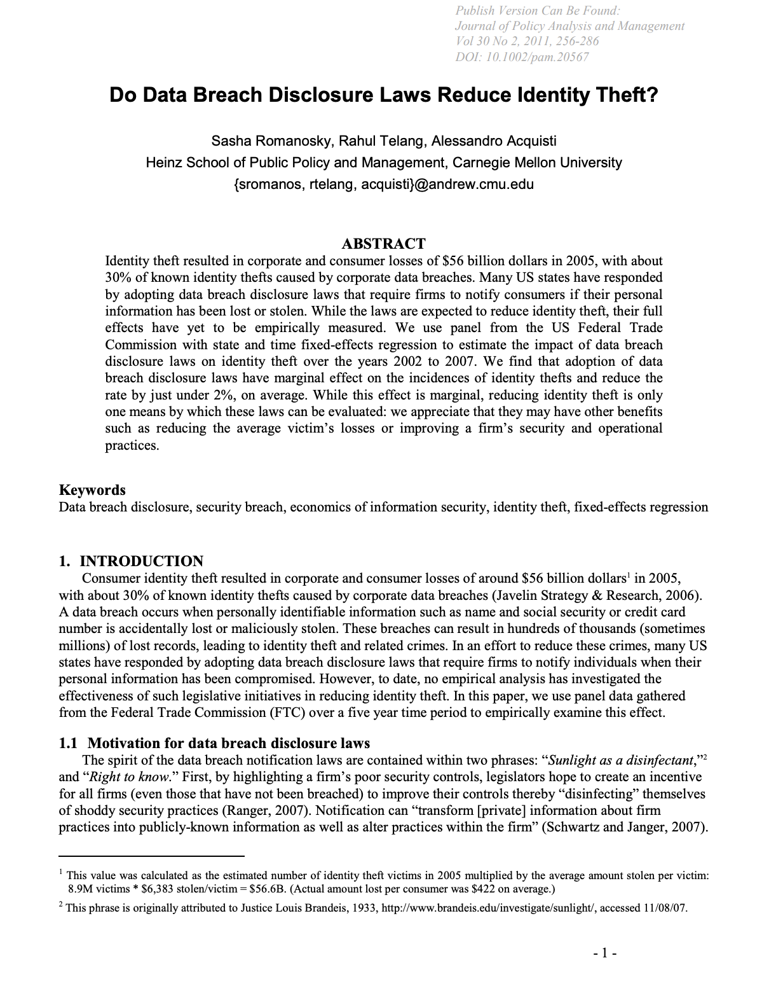 Publish Version Can Be Found:
Journal of Policy Analysis and Management
Vol 30 No 2, 2011, 256-286
DOI: 10.1002/pam.20567
Do Data Breach Disclosure Laws Reduce Identity Theft?
Sasha Romanosky, Rahul Telang, Alessandro Acquisti
Heinz School of Public Policy and Management, Carnegie Mellon University
{sromanos, rtelang, acquisti}@andrew.cmu.edu
ABSTRACT
Identity theft resulted in corporate and consumer losses of $56 billion dollars in 2005, with about
30% of known identity thefts caused by corporate data breaches. Many US states have responded
by adopting data breach disclosure laws that require firms to notify consumers if their personal
information has been lost or stolen. While the laws are expected to reduce identity theft, their full
effects have yet to be empirically measured. We use panel from the US Federal Trade
Commission with state and time fixed-effects regression to estimate the impact of data breach
disclosure laws on identity theft over the years 2002 to 2007. We find that adoption of data
breach disclosure laws have marginal effect on the incidences of identity thefts and reduce the
rate by just under 2%, on average. While this effect is marginal, reducing identity theft is only
one means by which these laws can be evaluated: we appreciate that they may have other benefits
such as reducing the average victim’s losses or improving a firm’s security and operational
practices.
Keywords
Data breach disclosure, security breach, economics of information security, identity theft, fixed-effects regression
1. INTRODUCTION
Consumer identity theft resulted in corporate and consumer losses of around $56 billion dollars1 in 2005,
with about 30% of known identity thefts caused by corporate data breaches (Javelin Strategy & Research, 2006).
A data breach occurs when personally identifiable information such as name and social security or credit card
number is accidentally lost or maliciously stolen. These breaches can result in hundreds of thousands (sometimes
millions) of lost records, leading to identity theft and related crimes. In an effort to reduce these crimes, many US
states have responded by adopting data breach disclosure laws that require firms to notify individuals when their
personal information has been compromised. However, to date, no empirical analysis has investigated the
effectiveness of such legislative initiatives in reducing identity theft. In this paper, we use panel data gathered
from the Federal Trade Commission (FTC) over a five year time period to empirically examine this effect.
1.1 Motivation for data breach disclosure laws
The spirit of the data breach notification laws are contained within two phrases: “Sunlight as a disinfectant,”2
and “Right to know.” First, by highlighting a firm’s poor security controls, legislators hope to create an incentive
for all firms (even those that have not been breached) to improve their controls thereby “disinfecting” themselves
of shoddy security practices (Ranger, 2007). Notification can “transform [private] information about firm
practices into publicly-known information as well as alter practices within the firm” (Schwartz and Janger, 2007).
1 This value was calculated as the estimated number of identity theft victims in 2005 multiplied by the average amount stolen per victim:
8.9M victims * $6,383 stolen/victim = $56.6B. (Actual amount lost per consumer was $422 on average.)
2 This phrase is originally attributed to Justice Louis Brandeis, 1933, http://www.brandeis.edu/investigate/sunlight/, accessed 11/08/07.
- 1 -